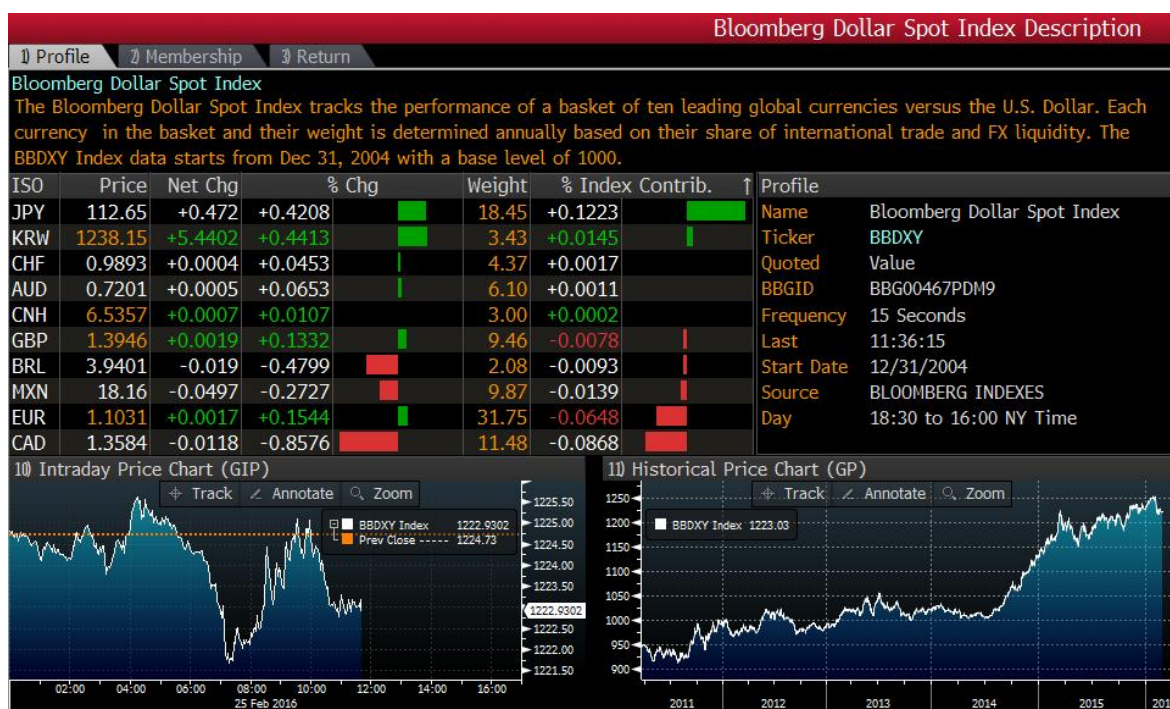 Bloomberg Dollar Spot Index Description
1) Profile 2) Membership 3) Return
Bloomberg Dollar Spot Index
The Bloomberg Dollar Spot Index tracks the performance of a basket of ten leading global currencies versus the U.S. Dollar. Each
currency in the basket and their weight is determined annually based on their share of international trade and FX liquidity. The
BBDXY Index data starts from Dec 31, 2004 with a base level of 1000.
ISO Price Net Chg % Chg Weight % Index Contrib. ↑ Profile
JPY 112.65 +0.472 +0.4208 18.45 +0.1223 Name Bloomberg Dollar Spot Index
KRW 1238.15 +5.4402 +0.4413 3.43 +0.0145 Ticker BBDXY
CHF 0.9893 +0.0004 +0.0453 4.37 +0.0017 Quoted Value
AUD 0.7201 +0.0005 +0.0653 6.10 +0.0011 BBGID BBG00467PDM9
CNH 6.5357 +0.0007 +0.0107 3.00 +0.0002 Frequency 15 Seconds
GBP 1.3946 +0.0019 +0.1332 9.46 -0.0078 Last 11:36:15
BRL 3.9401 -0.019 -0.4799 2.08 -0.0093 Start Date 12/31/2004
MXN 18.16 -0.0497 -0.2727 9.87 -0.0139 Source BLOOMBERG INDEXES
EUR 1.1031 +0.0017 +0.1544 31.75 -0.0648 Day 18:30 to 16:00 NY Time
CAD 1.3584 -0.0118 -0.8576 11.48 -0.0868
10) Intraday Price Chart (GIP) 11) Historical Price Chart (GP)
Track Annotate Zoom
BBDXY Index 1222.9302
Prev Close ----- 1224.73
1225.50
1225.00
1224.50
1224.00
1223.50
1222.9302
1222.50
1222.00
1221.50
02:00 04:00 06:00 08:00 10:00 12:00 14:00 16:00
25 Feb 2016
Track Annotate Zoom
BBDXY Index 1223.03
1250
1200
1150
1100
1050
1000
950
900
2011 2012 2013 2014 2015 201